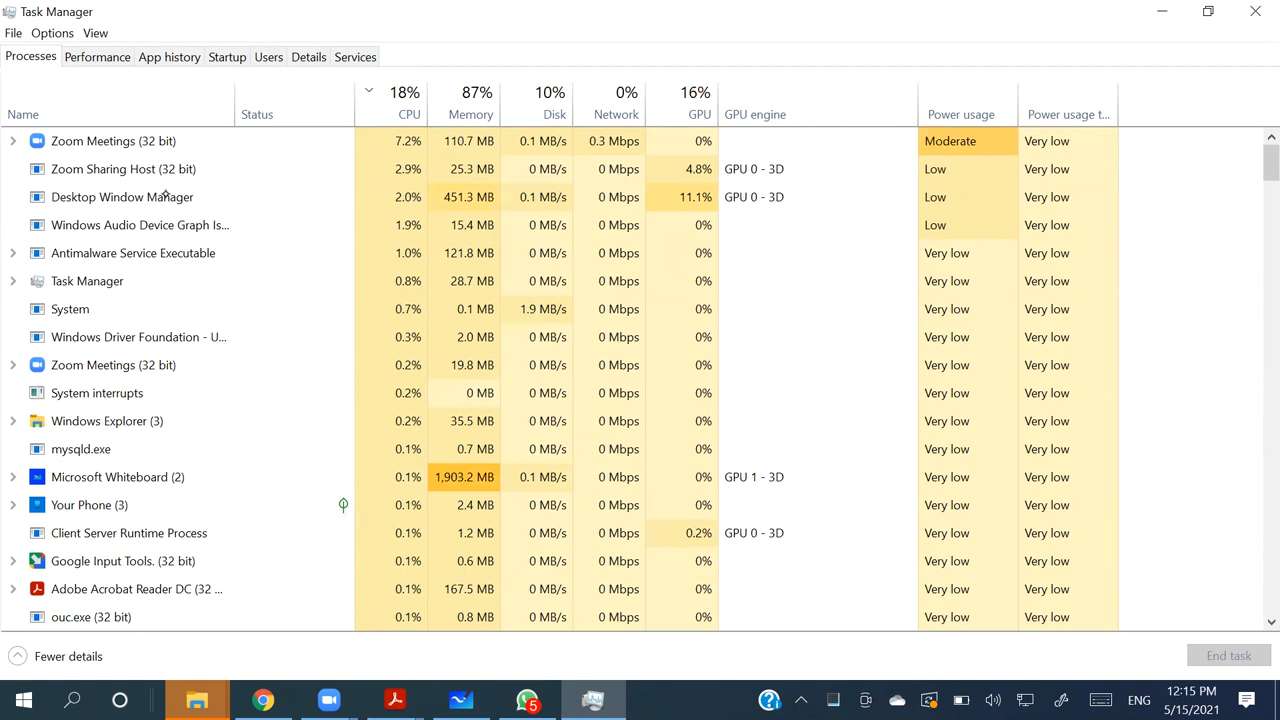 Task Manager
File Options View
Processes Performance App history Startup Users Details Services
18% 87% 10% 0% 16%
Name Status CPU Memory Disk Network GPU GPU engine Power usage Power usage t...
Zoom Meetings (32 bit) 7.2% 110.7 MB 0.1 MB/s 0.3 Mbps 0% Moderate Very low
Zoom Sharing Host (32 bit) 2.9% 25.3 MB 0 MB/s 0 Mbps 4.8% GPU 0 - 3D Low Very low
Desktop Window Manager 2.0% 451.3 MB 0.1 MB/s 0 Mbps 11.1% GPU 0 - 3D Low Very low
Windows Audio Device Graph Is... 1.9% 15.4 MB 0 MB/s 0 Mbps 0% Low Very low
Antimalware Service Executable 1.0% 121.8 MB 0 MB/s 0 Mbps 0% Very low Very low
Task Manager 0.8% 28.7 MB 0 MB/s 0 Mbps 0% Very low Very low
System 0.7% 0.1 MB 1.9 MB/s 0 Mbps 0% Very low Very low
Windows Driver Foundation - U... 0.3% 2.0 MB 0 MB/s 0 Mbps 0% Very low Very low
Zoom Meetings (32 bit) 0.2% 19.8 MB 0 MB/s 0 Mbps 0% Very low Very low
System interrupts 0.2% 0 MB 0 MB/s 0 Mbps 0% Very low Very low
Windows Explorer (3) 0.2% 35.5 MB 0 MB/s 0 Mbps 0% Very low Very low
mysqld.exe 0.1% 0.7 MB 0 MB/s 0 Mbps 0% Very low Very low
Microsoft Whiteboard (2) 0.1% 1,903.2 MB 0.1 MB/s 0 Mbps 0% GPU 1 - 3D Very low Very low
Your Phone (3) 0.1% 2.4 MB 0 MB/s 0 Mbps 0% Very low Very low
Client Server Runtime Process 0.1% 1.2 MB 0 MB/s 0 Mbps 0.2% GPU 0 - 3D Very low Very low
Google Input Tools. (32 bit) 0.1% 0.6 MB 0 MB/s 0 Mbps 0% Very low Very low
Adobe Acrobat Reader DC (32 ... 0.1% 167.5 MB 0 MB/s 0 Mbps 0% Very low Very low
ouc.exe (32 bit) 0.1% 0.8 MB 0 MB/s 0 Mbps 0% Very low Very low
Fewer details End task
5 ENG 12:15 PM
5/15/2021